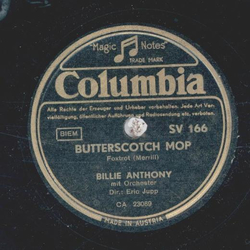 Magic Notes
TRADE MARK
Columbia
Alle Rechte der Erzeuger und Urheber vorbehalten. Jede Art Ver-
vielfältigung, öffentlicher Aufführung und Radiosendung etc. verboten.
BIEM
SV 166
BUTTERSCOTCH MOP
Foxtrot (Merrill)
BILLIE ANTHONY
mit Orchester
Dir.: Eric Jupp
CA 23089
MADE IN AUSTRIA